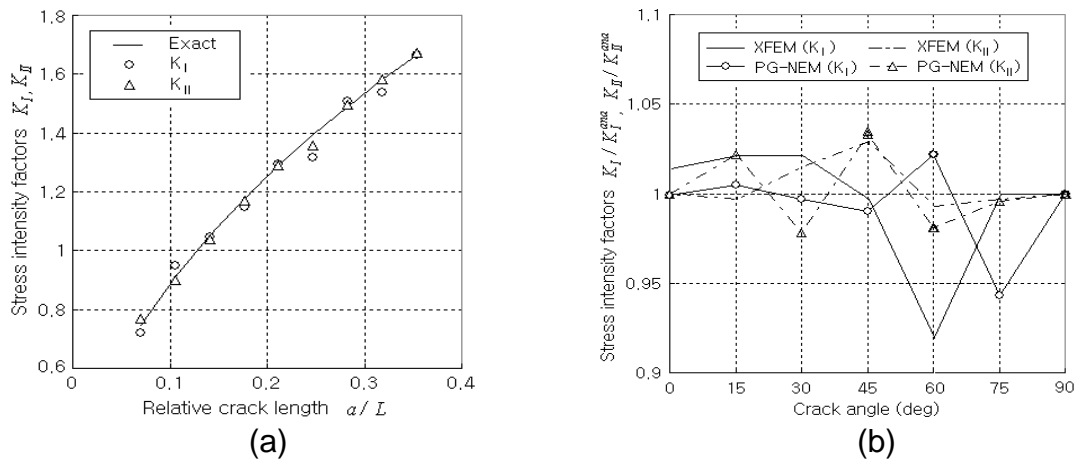 Stress intensity factors K_I, K_II
1.8
1.6
1.4
1.2
1
0.8
0.6
Exact
K_I
K_II
0
0.1
0.2
0.3
0.4
Relative crack length a / L
(a)
Stress intensity factors K_I / K_I^ana, K_II / K_II^ana
1.1
1.05
1
0.95
0.9
XFEM (K_I)
XFEM (K_II)
PG-NEM (K_I)
PG-NEM (K_II)
0
15
30
45
60
75
90
Crack angle (deg)
(b)